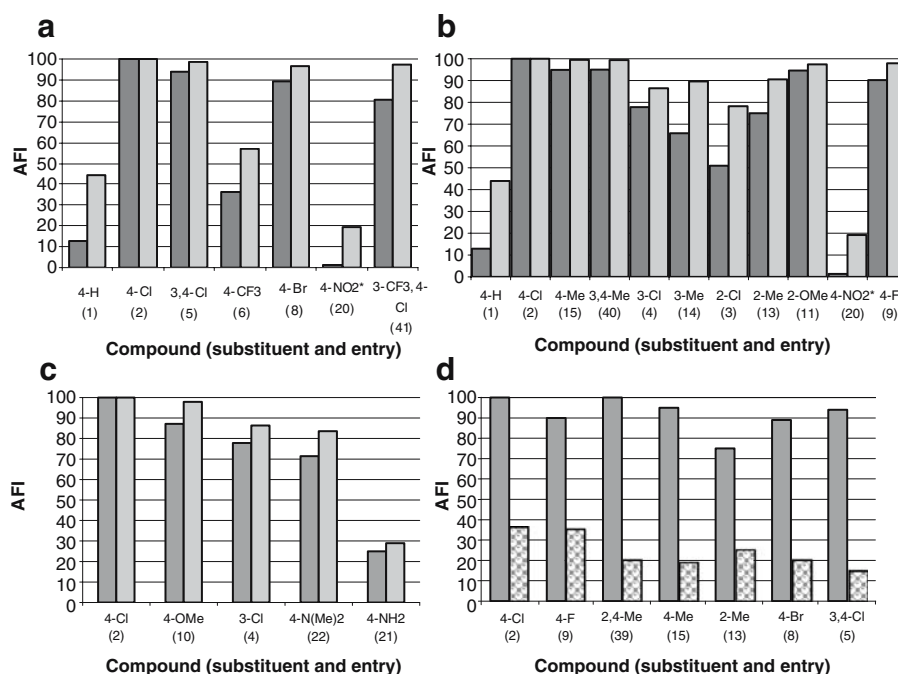 a
100
90
80
70
60
50
40
30
20
10
0
AFI
4-H 4-Cl 3,4-Cl 4-CF3 4-Br 4-NO2* 3-CF3,4-Cl
(1) (2) (5) (6) (8) (20) (41)
Compound (substituent and entry)
b
100
90
80
70
60
50
40
30
20
10
0
AFI
4-H 4-Cl 4-Me 3,4-Me 3-Cl 3-Me 2-Cl 2-Me 2-OMe 4-NO2* 4-F
(1) (2) (15) (40) (4) (14) (3) (13) (11) (20) (9)
Compound (substituent and entry)
c
100
90
80
70
60
50
40
30
20
10
0
AFI
4-Cl 4-OMe 3-Cl 4-N(Me)2 4-NH2
(2) (10) (4) (22) (21)
Compound (substituent and entry)
d
100
90
80
70
60
50
40
30
20
10
0
AFI
4-Cl 4-F 2,4-Me 4-Me 2-Me 4-Br 3,4-Cl
(2) (9) (39) (15) (13) (8) (5)
Compound (substituent and entry)